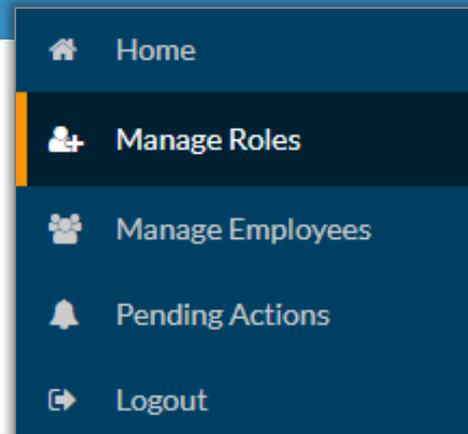 Home
Manage Roles
Manage Employees
Pending Actions
Logout